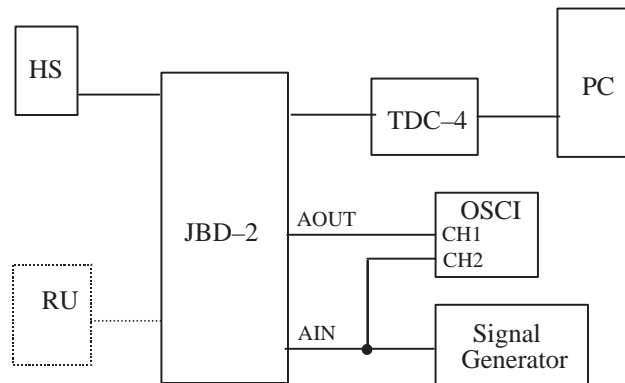 HS
PC
TDC–4
JBD–2
AOUT
OSCI
CH1
CH2
RU
AIN
Signal
Generator